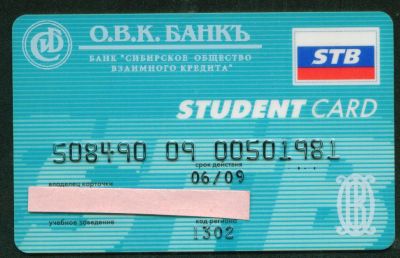 О.В.К. БАНКЪ
БАНК "СИБИРСКОЕ ОБЩЕСТВО
ВЗАИМНОГО КРЕДИТА"
STB
STUDENT CARD
508490 09 00501981
срок действия
06/09
владелец карточки
учебное заведение
код региона
1302
STB